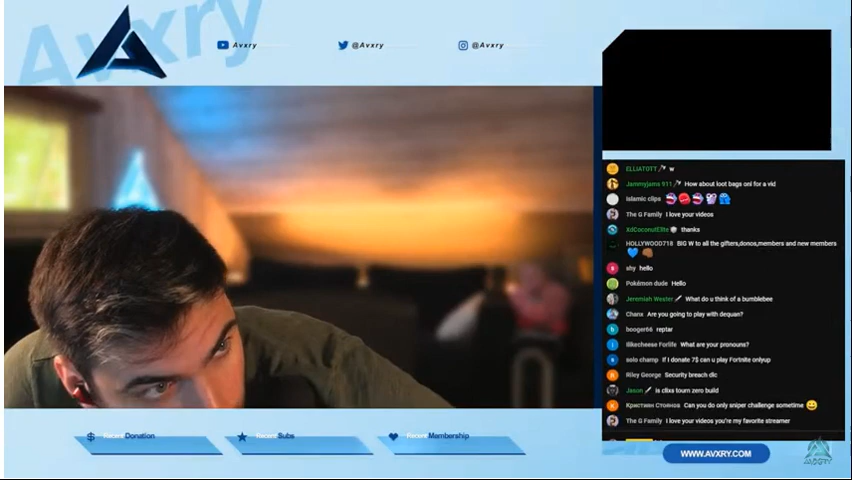 Avxry
Avxry
@Avxry
@Avxry
ELLIATOTT w
Jammyjams 911 How about loot bags onl for a vid
Islamic clips
The G Family I love your videos
XdCoconutElite thanks
HOLLYWOOD718 BIG W to all the gifters,donos,members and new members
shy hello
Pokémon dude Hello
Jeremiah Wester What do u think of a bumblebee
Chanx Are you going to play with dequan?
booger66 reptar
Ilikecheese Forlife What are your pronouns?
solo champ If I donate 7$ can u play Fortnite onlyup
Riley George Security breach dlc
Jason is clixs tourn zero build
Кристиян Стоянов Can you do only sniper challenge sometime
The G Family I love your videos you're my favorite streamer
Recent Donation
Recent Subs
Recent Membership
WWW.AVXRY.COM
AVXRY